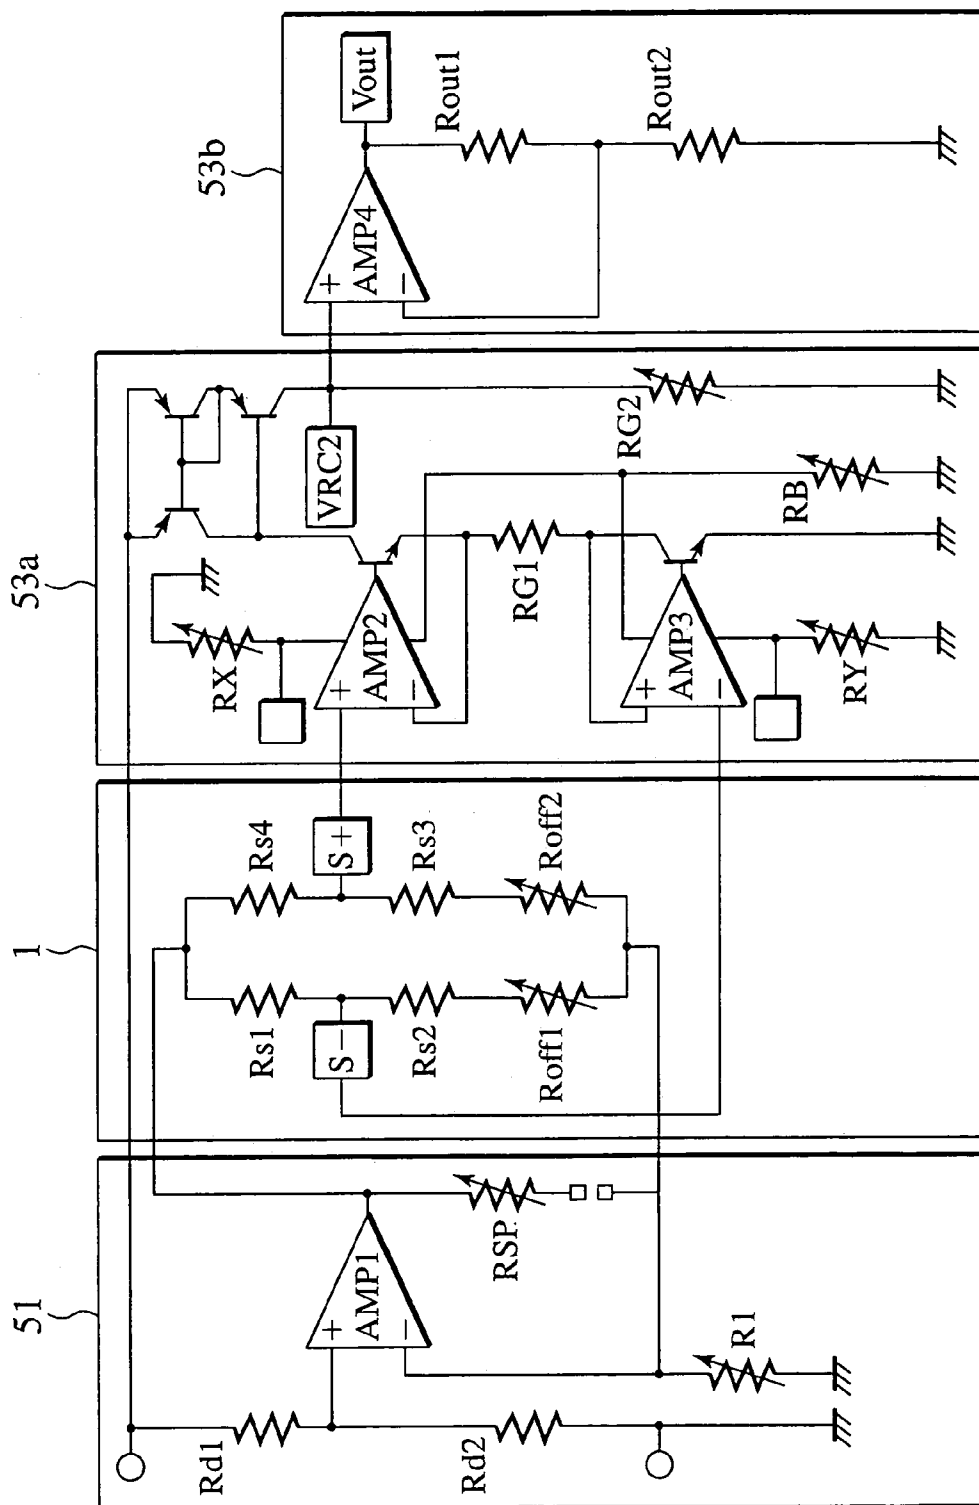 51
1
53a
53b
Rd1
Rd2
+
−
AMP1
RSP
R1
Rs1
Rs4
S−
S+
Rs2
Rs3
Roff1
Roff2
RX
+
−
AMP2
VRC2
RG1
RG2
+
−
AMP3
RY
RB
+
−
AMP4
Vout
Rout1
Rout2